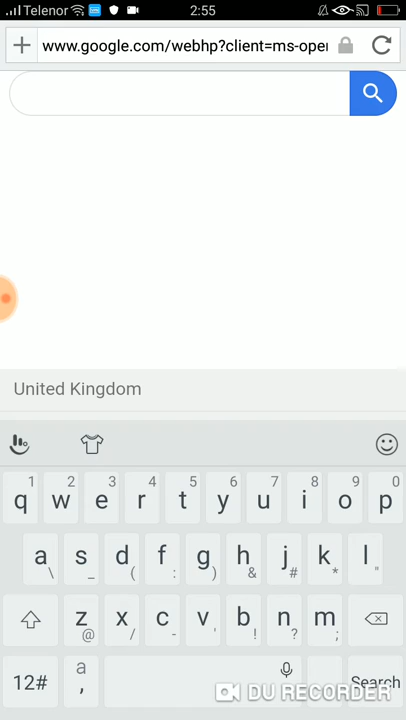 Telenor 2:55
www.google.com/webhp?client=ms-oper
United Kingdom
1 2 3 4 5 6 7 8 9 0
q w e r t y u i o p
a s d f g h j k l
\ _ ( : ) & # * "
z x c v b n m
@ / - ' ! ? ;
12# a , Search
DU RECORDER